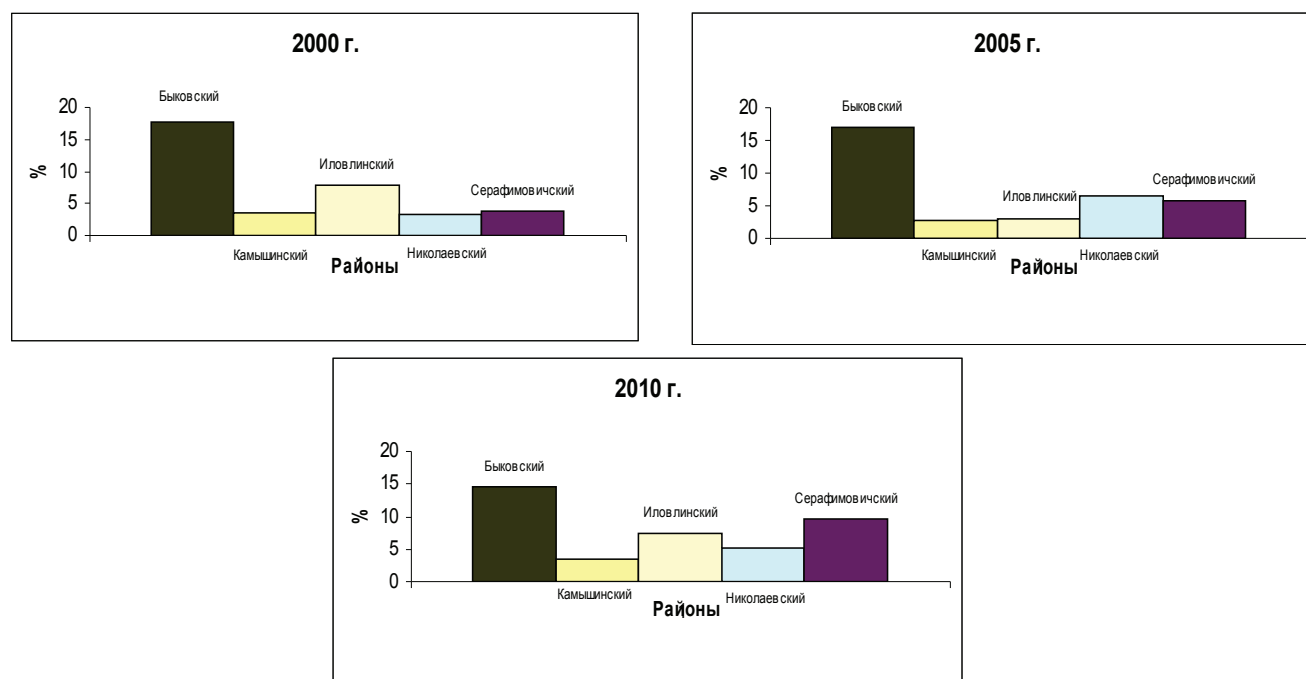 2000 г.
%
20
15
10
5
0
Быковский
Камышинский
Иловлинский
Николаевский
Серафимовичский
Районы
2005 г.
%
20
15
10
5
0
Быковский
Камышинский
Иловлинский
Николаевский
Серафимовичский
Районы
2010 г.
%
20
15
10
5
0
Быковский
Камышинский
Иловлинский
Николаевский
Серафимовичский
Районы